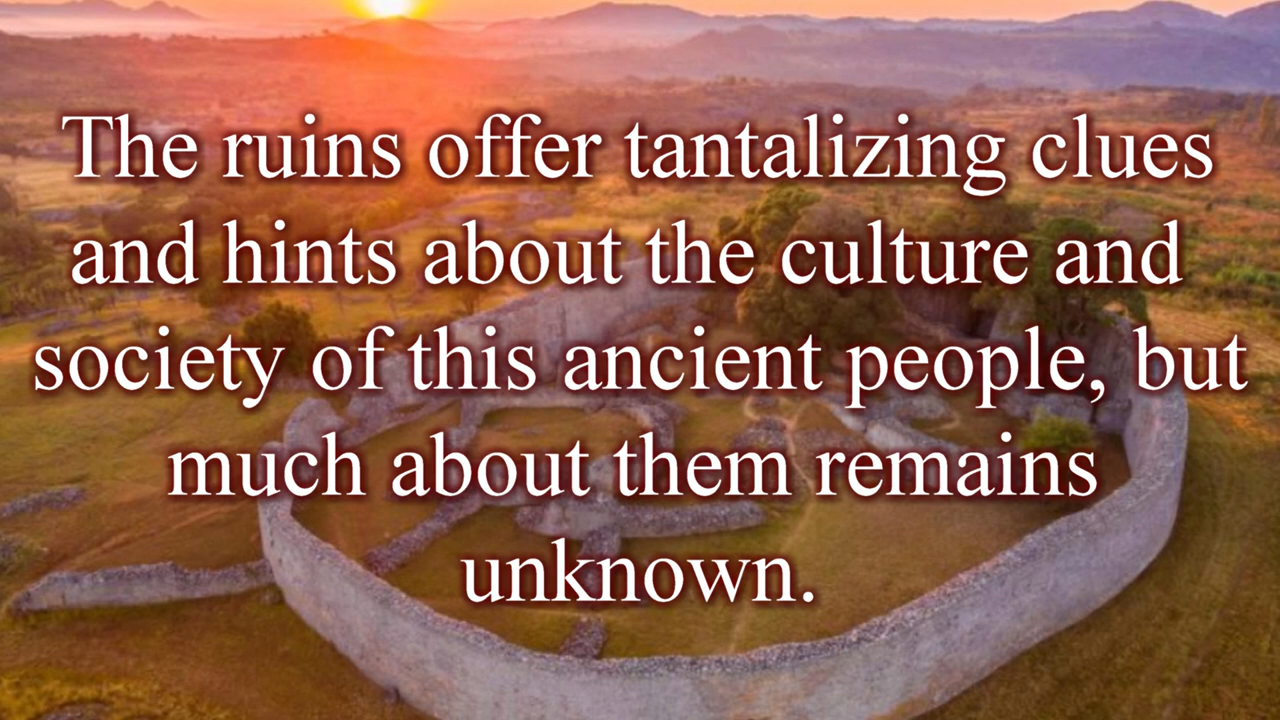 The ruins offer tantalizing clues
and hints about the culture and
society of this ancient people, but
much about them remains
unknown.